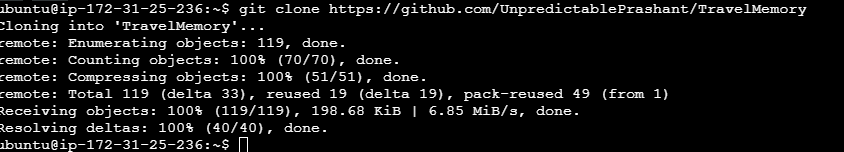 ubuntu@ip-172-31-25-236:~$ git clone https://github.com/UnpredictablePrashant/TravelMemory
Cloning into 'TravelMemory'...
remote: Enumerating objects: 119, done.
remote: Counting objects: 100% (70/70), done.
remote: Compressing objects: 100% (51/51), done.
remote: Total 119 (delta 33), reused 19 (delta 19), pack-reused 49 (from 1)
Receiving objects: 100% (119/119), 198.68 KiB | 6.85 MiB/s, done.
Resolving deltas: 100% (40/40), done.
ubuntu@ip-172-31-25-236:~$